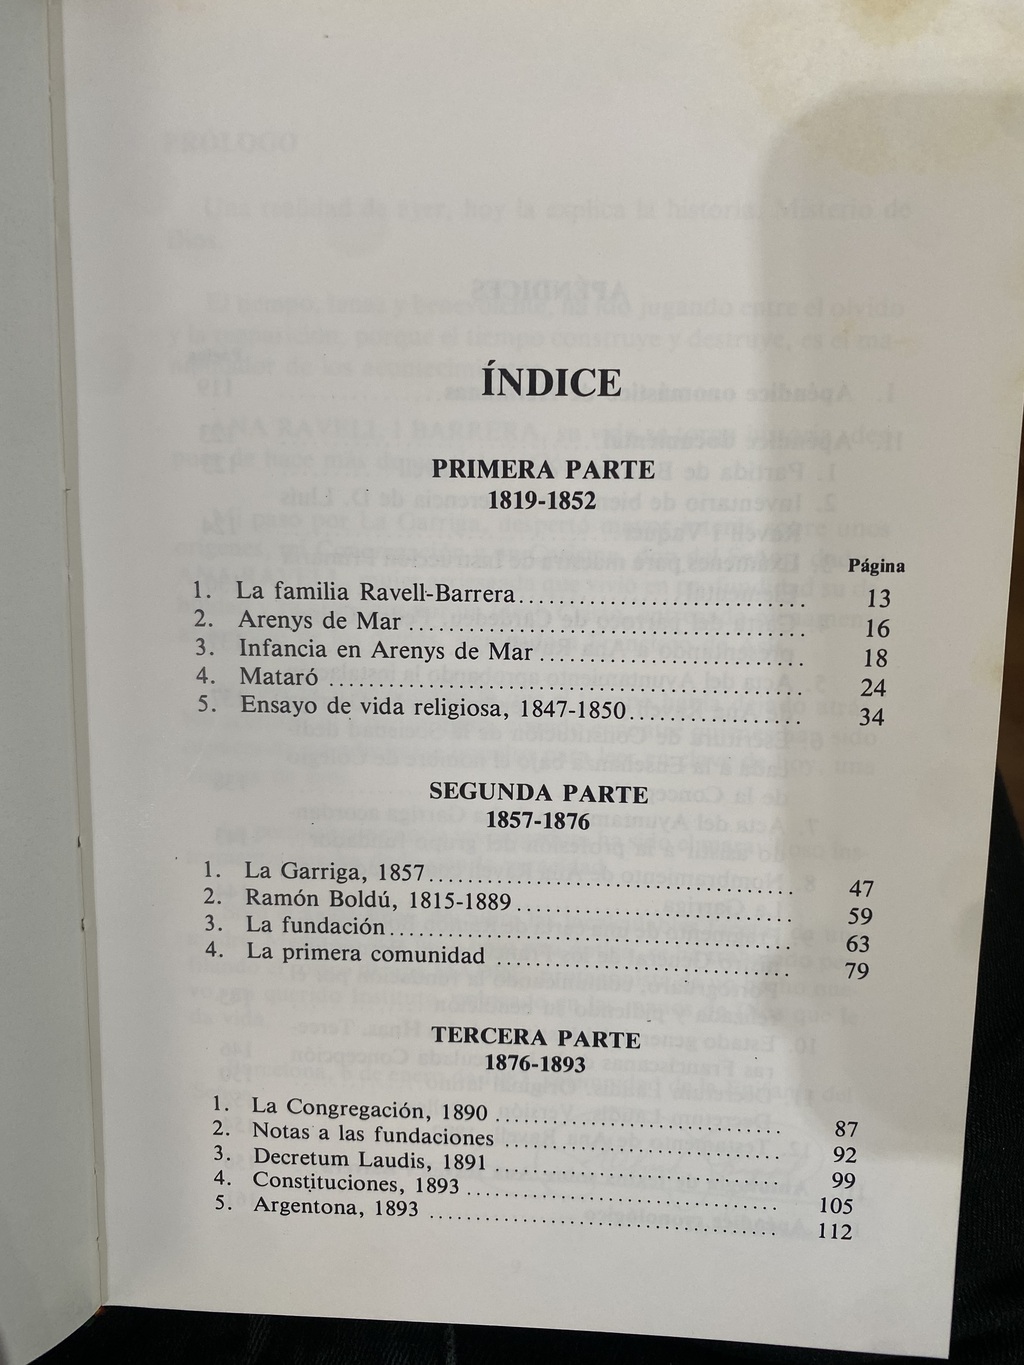 ÍNDICE
PRIMERA PARTE
1819-1852
Página
1. La familia Ravell-Barrera................................ 13
2. Arenys de Mar ............................................. 16
3. Infancia en Arenys de Mar.............................. 18
4. Mataró ....................................................... 24
5. Ensayo de vida religiosa, 1847-1850.................. 34
SEGUNDA PARTE
1857-1876
1. La Garriga, 1857.......................................... 47
2. Ramón Boldú, 1815-1889................................ 59
3. La fundación............................................... 63
4. La primera comunidad .................................. 79
TERCERA PARTE
1876-1893
1. La Congregación, 1890 .................................. 87
2. Notas a las fundaciones ................................ 92
3. Decretum Laudis, 1891 .................................. 99
4. Constituciones, 1893..................................... 105
5. Argentona, 1893 .......................................... 112